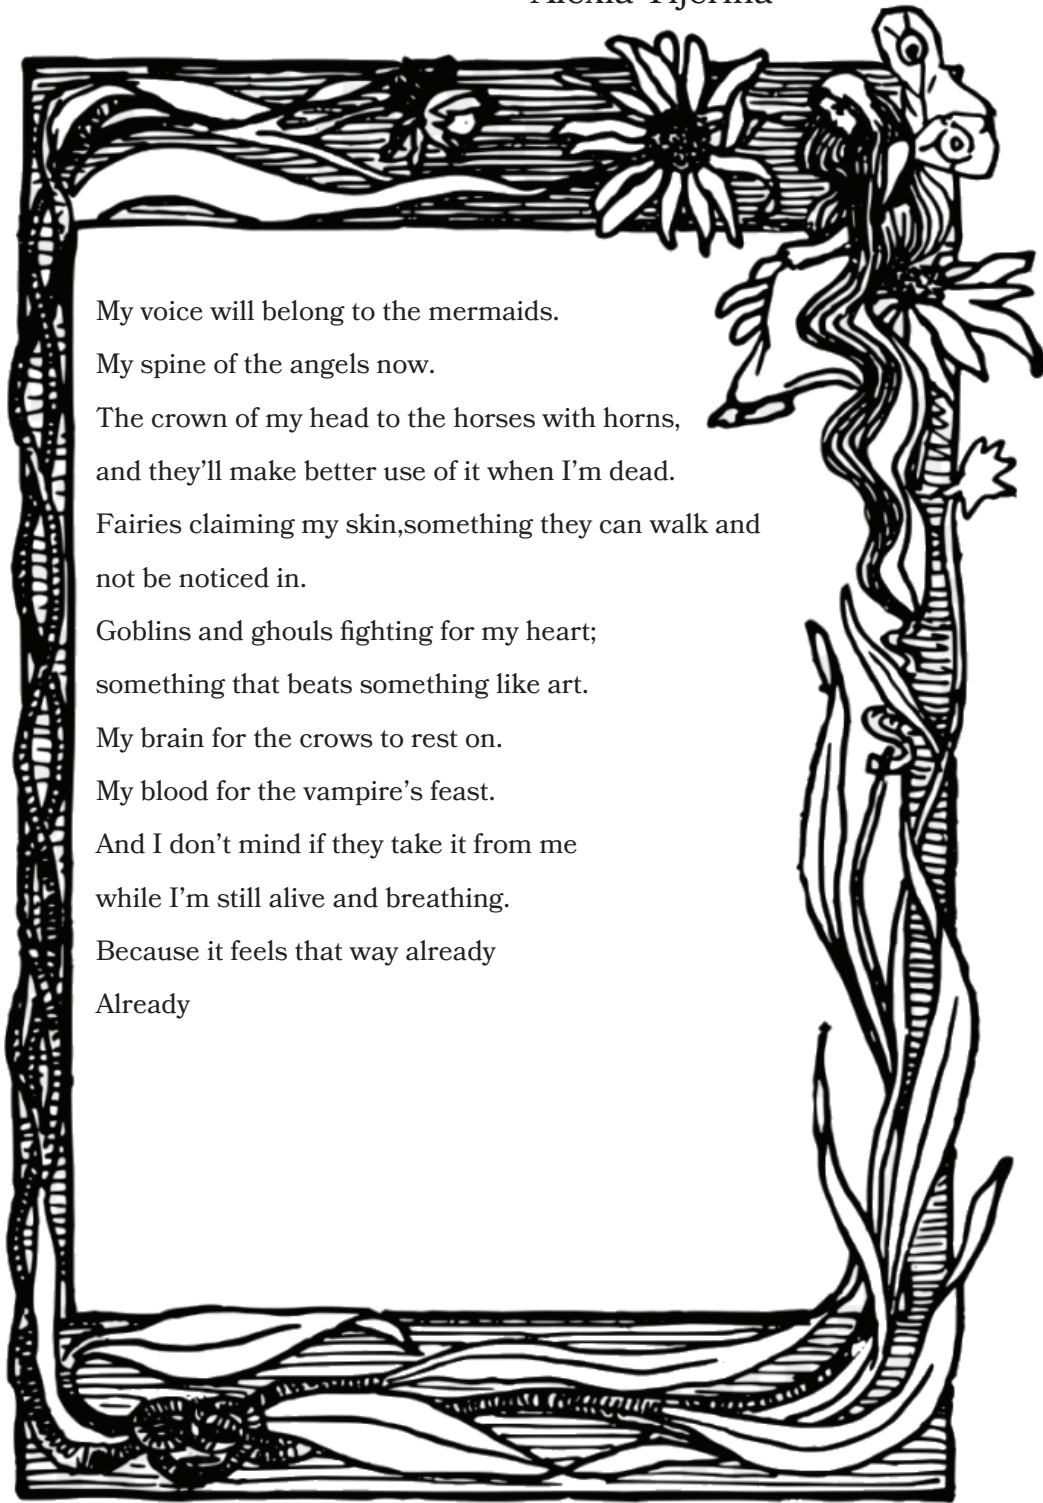 Alexia Tijerina
My voice will belong to the mermaids.
My spine of the angels now.
The crown of my head to the horses with horns,
and they’ll make better use of it when I’m dead.
Fairies claiming my skin,something they can walk and
not be noticed in.
Goblins and ghouls fighting for my heart;
something that beats something like art.
My brain for the crows to rest on.
My blood for the vampire’s feast.
And I don’t mind if they take it from me
while I’m still alive and breathing.
Because it feels that way already
Already